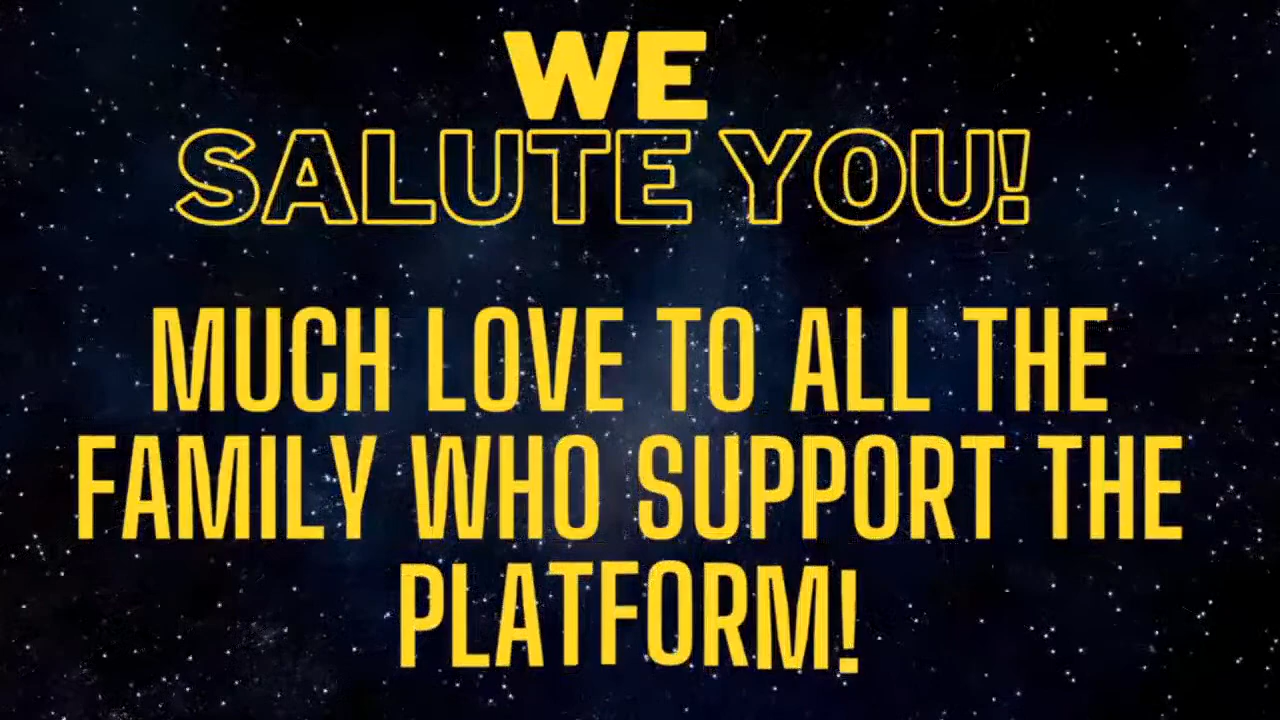 WE
SALUTE YOU!
MUCH LOVE TO ALL THE
FAMILY WHO SUPPORT THE
PLATFORM!